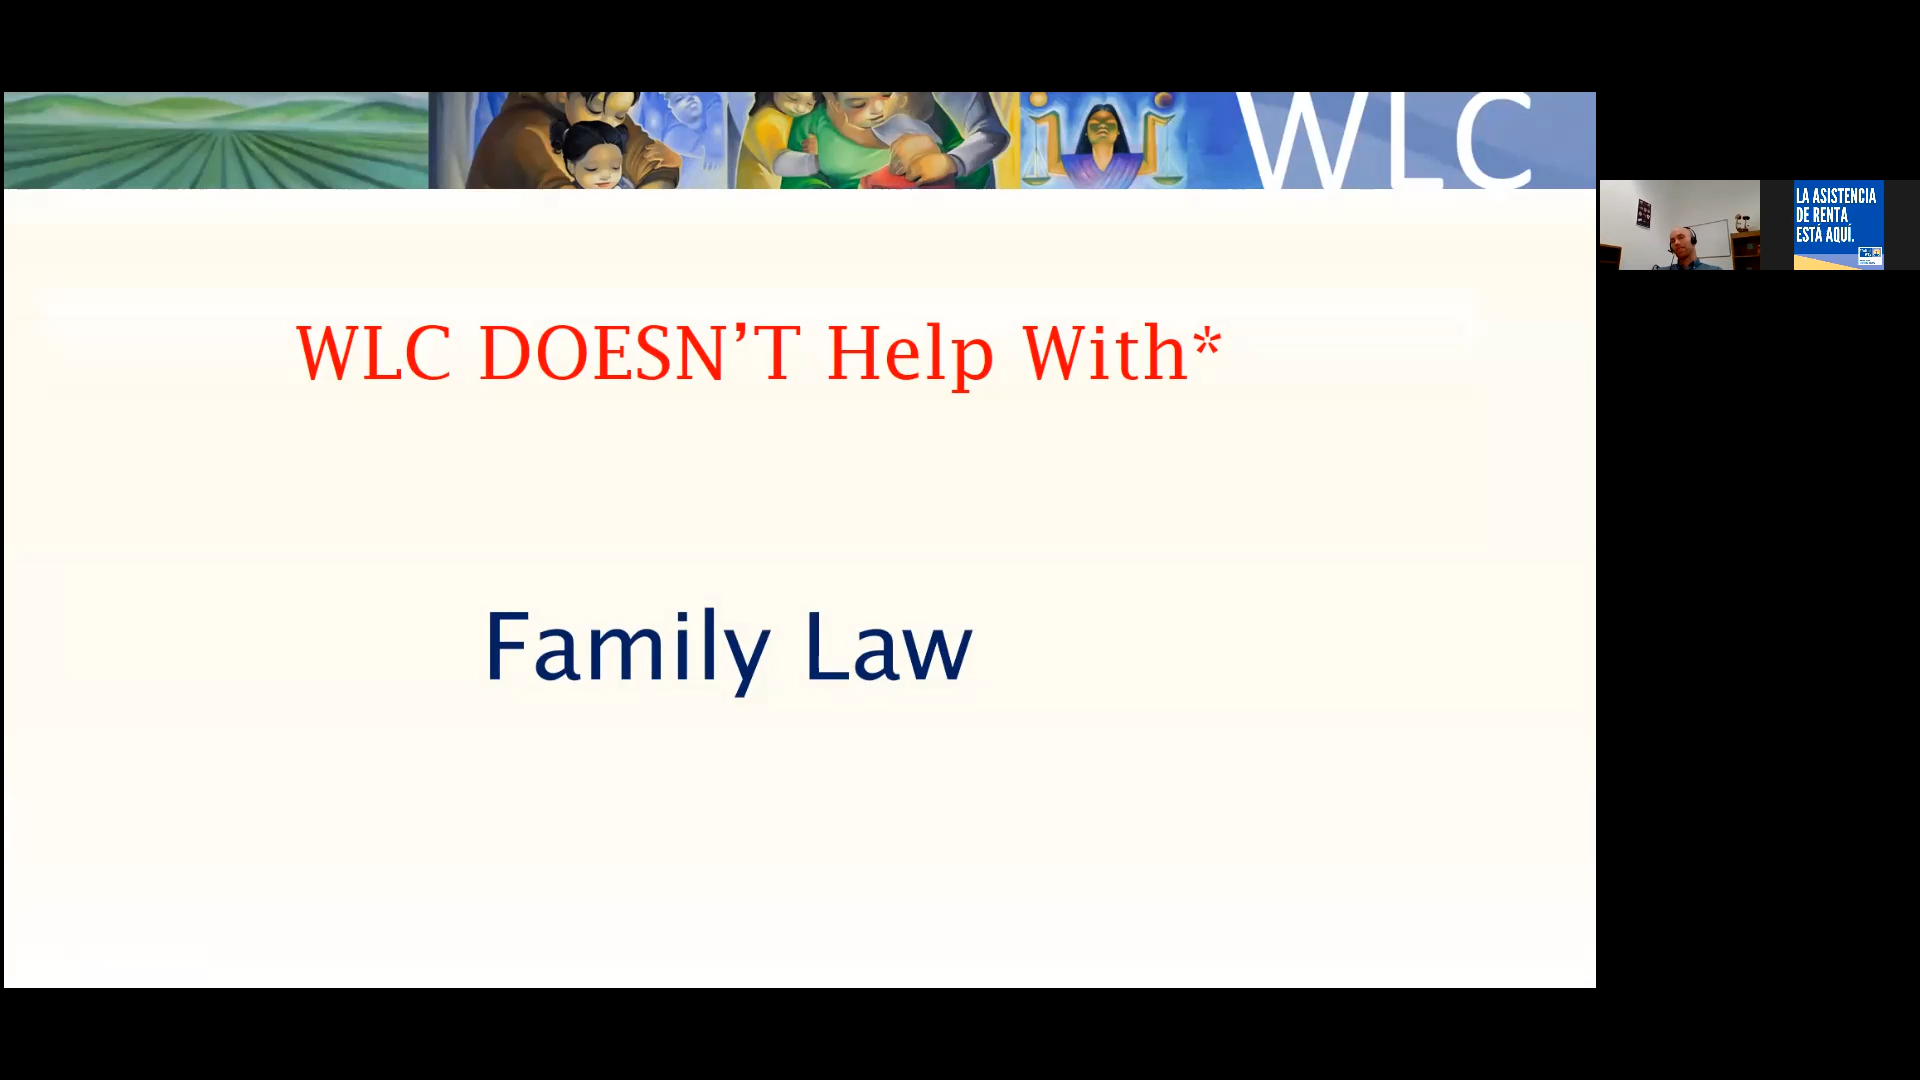 WLC
WLC DOESN’T Help With*
Family Law
LA ASISTENCIA
DE RENTA
ESTÁ AQUÍ.